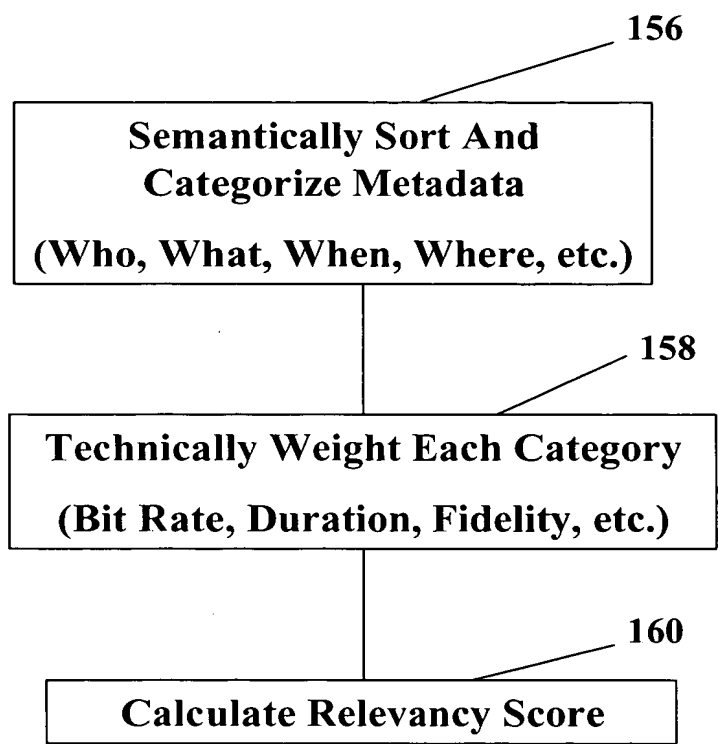 156
Semantically Sort And
Categorize Metadata
(Who, What, When, Where, etc.)
158
Technically Weight Each Category
(Bit Rate, Duration, Fidelity, etc.)
160
Calculate Relevancy Score